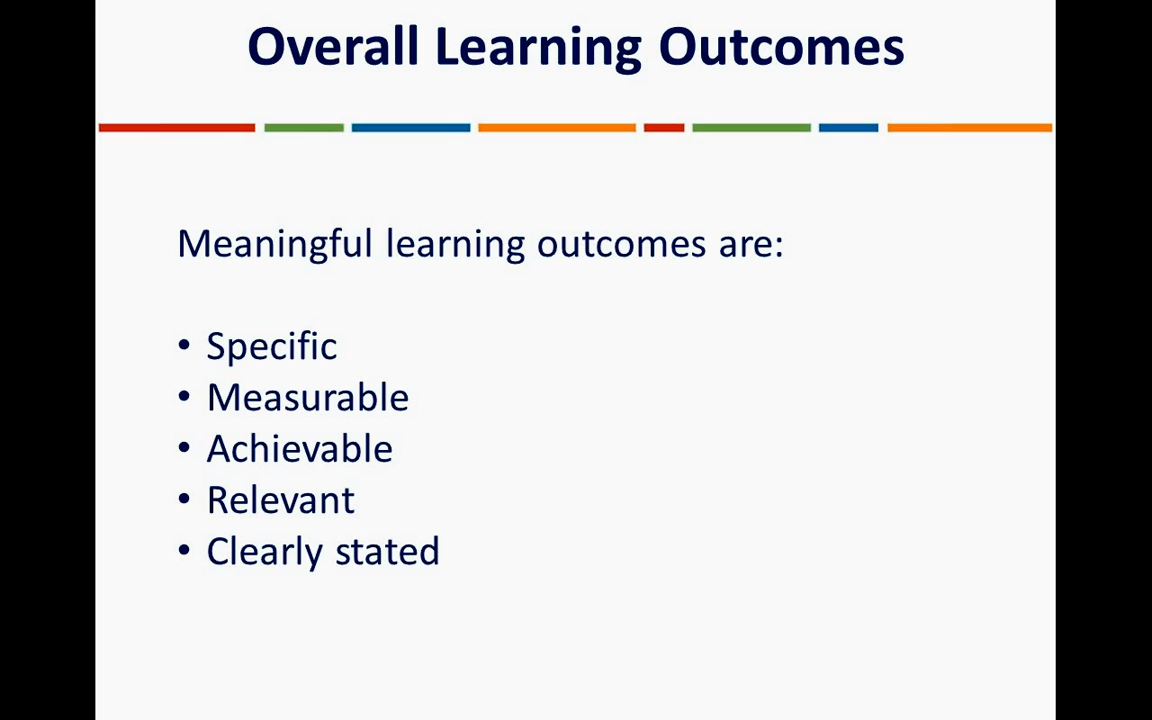 Overall Learning Outcomes
Meaningful learning outcomes are:
• Specific
• Measurable
• Achievable
• Relevant
• Clearly stated